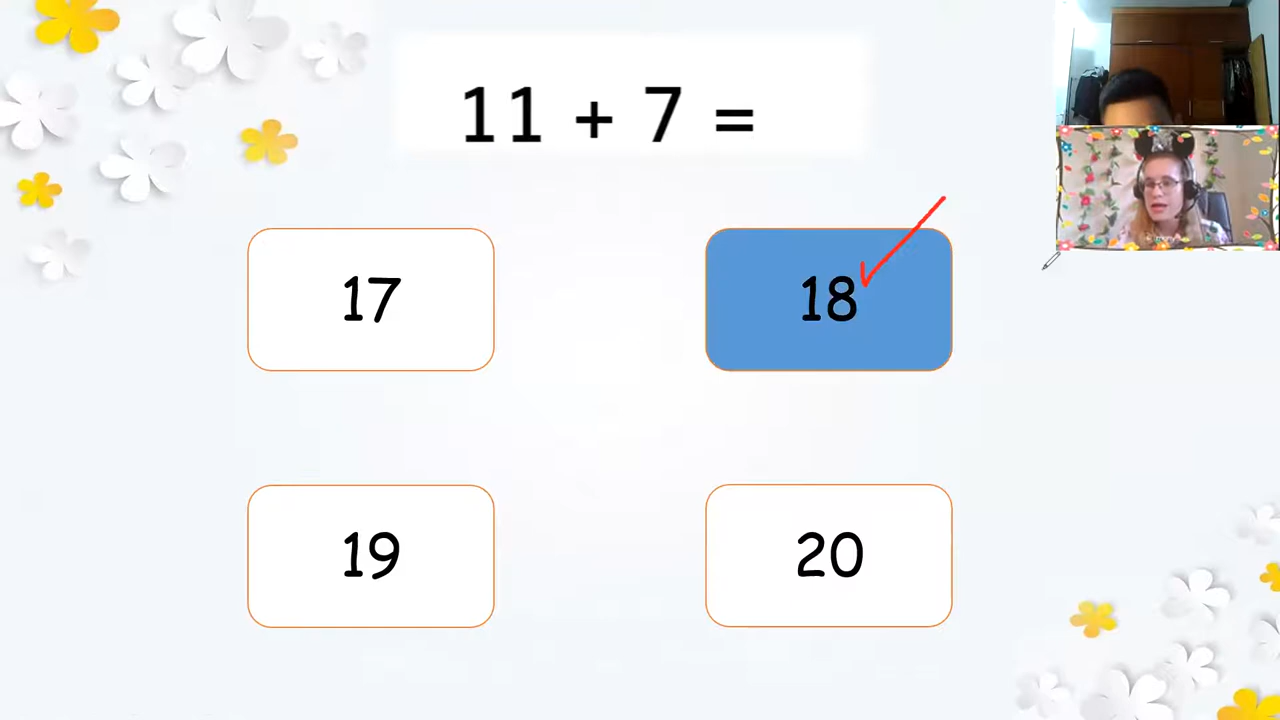 11 + 7 =
17
18
19
20